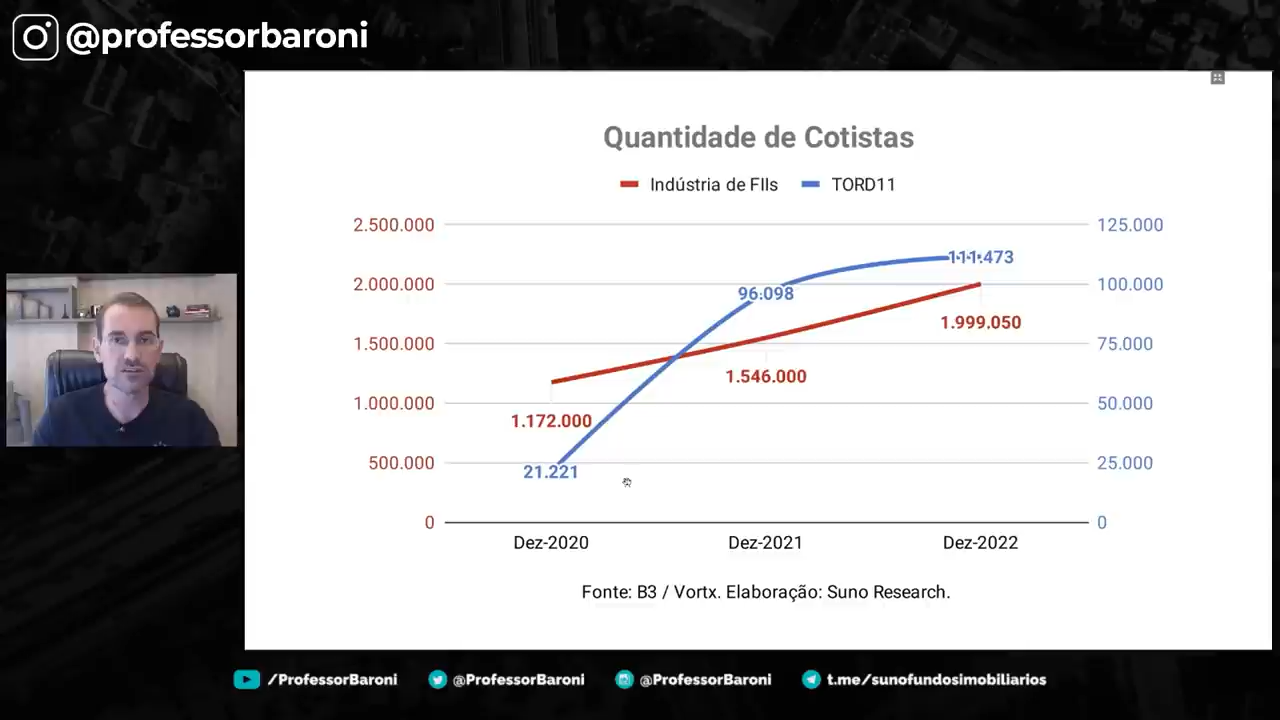 @professorbaroni
Quantidade de Cotistas
Indústria de FIIs TORD11
2.500.000 125.000
111.473
2.000.000 100.000
96.098
1.999.050
1.500.000 75.000
1.546.000
1.000.000 50.000
1.172.000
500.000 25.000
21.221
0 0
Dez-2020 Dez-2021 Dez-2022
Fonte: B3 / Vortx. Elaboração: Suno Research.
/ProfessorBaroni @ProfessorBaroni @ProfessorBaroni t.me/sunofundosimobiliarios